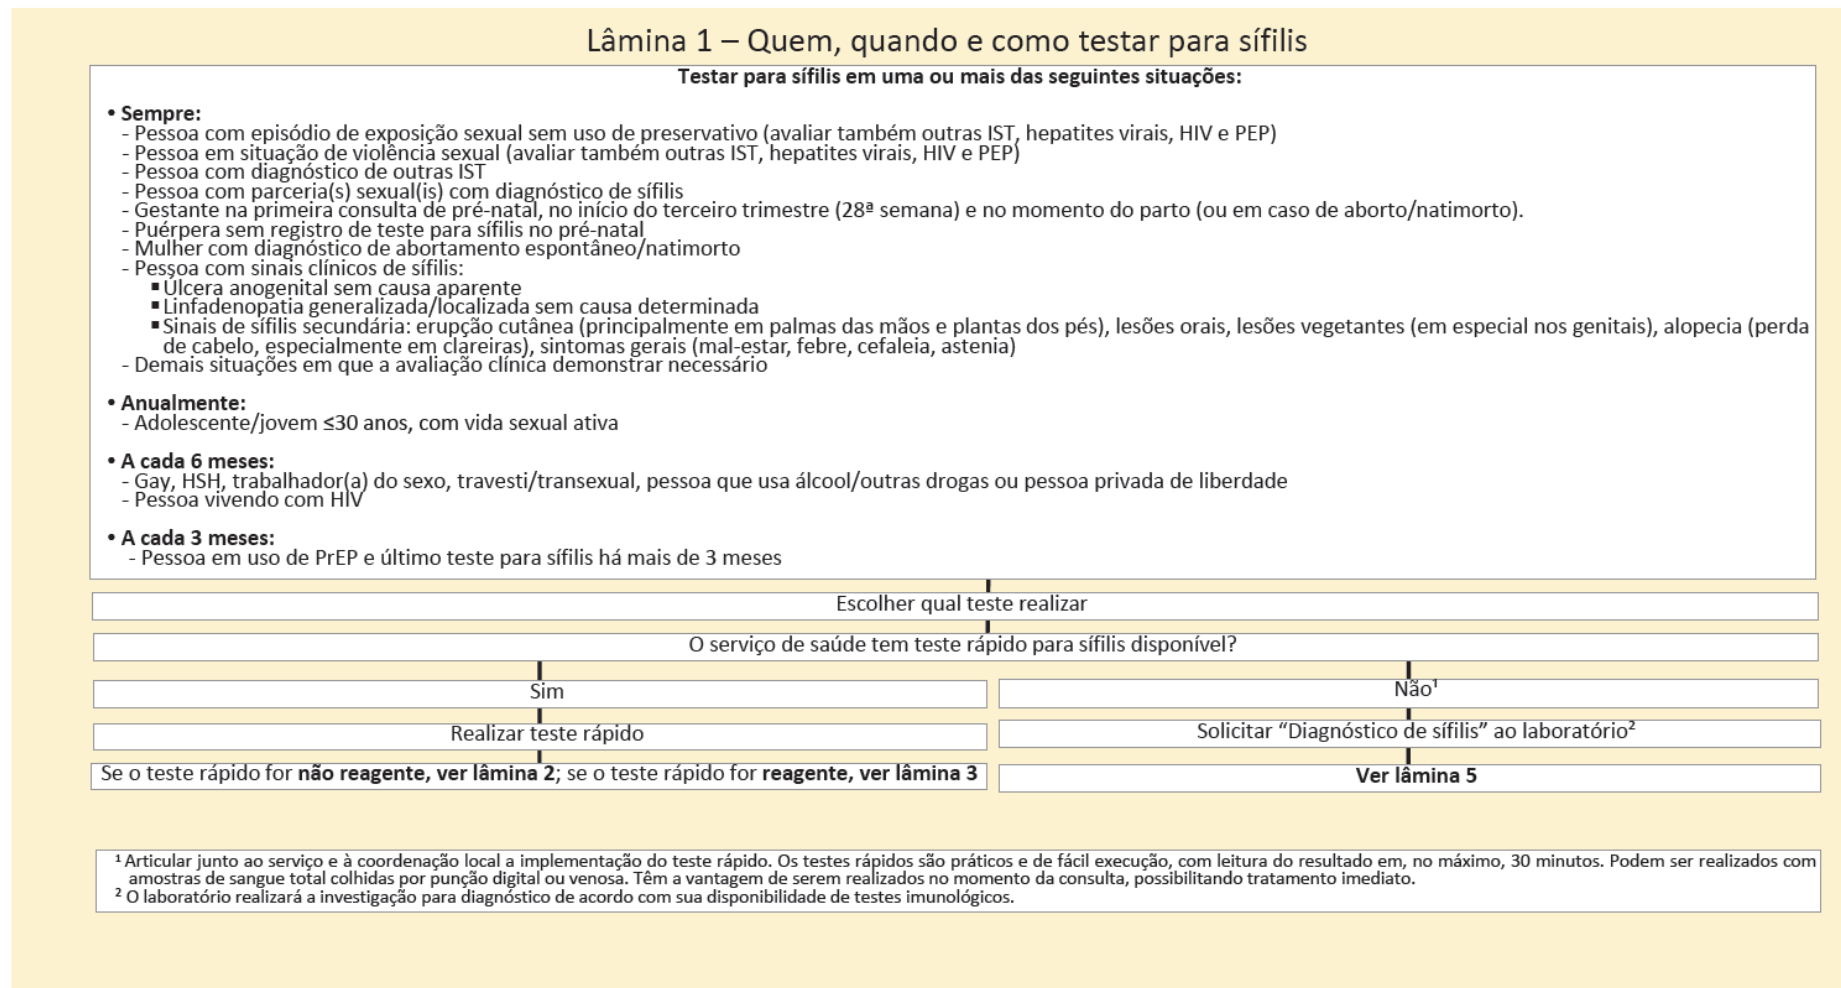 Lâmina 1 – Quem, quando e como testar para sífilis
Testar para sífilis em uma ou mais das seguintes situações:
• Sempre:
- Pessoa com episódio de exposição sexual sem uso de preservativo (avaliar também outras IST, hepatites virais, HIV e PEP)
- Pessoa em situação de violência sexual (avaliar também outras IST, hepatites virais, HIV e PEP)
- Pessoa com diagnóstico de outras IST
- Pessoa com parceria(s) sexual(is) com diagnóstico de sífilis
- Gestante na primeira consulta de pré-natal, no início do terceiro trimestre (28ª semana) e no momento do parto (ou em caso de aborto/natimorto).
- Puérpera sem registro de teste para sífilis no pré-natal
- Mulher com diagnóstico de abortamento espontâneo/natimorto
- Pessoa com sinais clínicos de sífilis:
▪ Úlcera anogenital sem causa aparente
▪ Linfadenopatia generalizada/localizada sem causa determinada
▪ Sinais de sífilis secundária: erupção cutânea (principalmente em palmas das mãos e plantas dos pés), lesões orais, lesões vegetantes (em especial nos genitais), alopecia (perda
de cabelo, especialmente em clareiras), sintomas gerais (mal-estar, febre, cefaleia, astenia)
- Demais situações em que a avaliação clínica demonstrar necessário
• Anualmente:
- Adolescente/jovem ≤30 anos, com vida sexual ativa
• A cada 6 meses:
- Gay, HSH, trabalhador(a) do sexo, travesti/transexual, pessoa que usa álcool/outras drogas ou pessoa privada de liberdade
- Pessoa vivendo com HIV
• A cada 3 meses:
- Pessoa em uso de PrEP e último teste para sífilis há mais de 3 meses
Escolher qual teste realizar
O serviço de saúde tem teste rápido para sífilis disponível?
Sim
Não¹
Realizar teste rápido
Solicitar “Diagnóstico de sífilis” ao laboratório²
Se o teste rápido for não reagente, ver lâmina 2; se o teste rápido for reagente, ver lâmina 3
Ver lâmina 5
¹ Articular junto ao serviço e à coordenação local a implementação do teste rápido. Os testes rápidos são práticos e de fácil execução, com leitura do resultado em, no máximo, 30 minutos. Podem ser realizados com
amostras de sangue total colhidas por punção digital ou venosa. Têm a vantagem de serem realizados no momento da consulta, possibilitando tratamento imediato.
² O laboratório realizará a investigação para diagnóstico de acordo com sua disponibilidade de testes imunológicos.